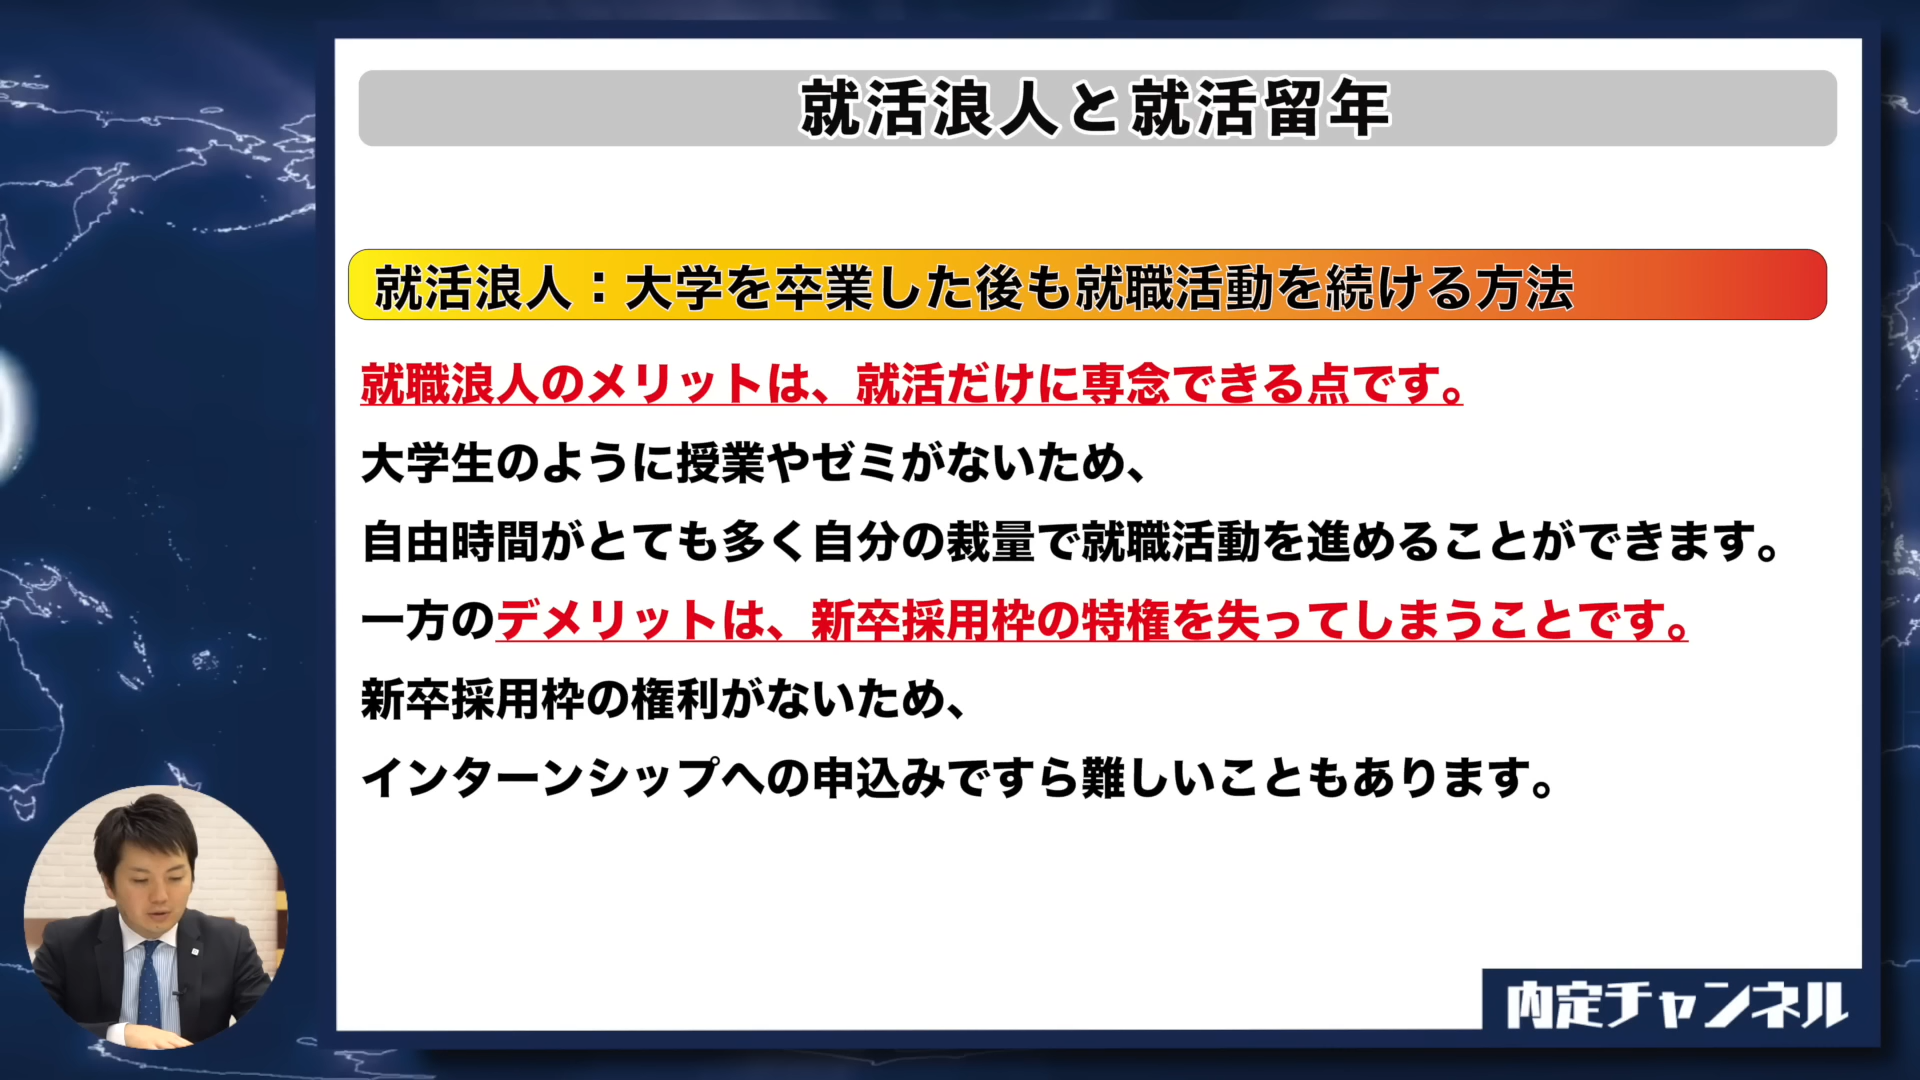 就活浪人と就活留年
就活浪人：大学を卒業した後も就職活動を続ける方法
就職浪人のメリットは、就活だけに専念できる点です。
大学生のように授業やゼミがないため、
自由時間がとても多く自分の裁量で就職活動を進めることができます。
一方のデメリットは、新卒採用枠の特権を失ってしまうことです。
新卒採用枠の権利がないため、
インターンシップへの申込みですら難しいこともあります。
内定チャンネル